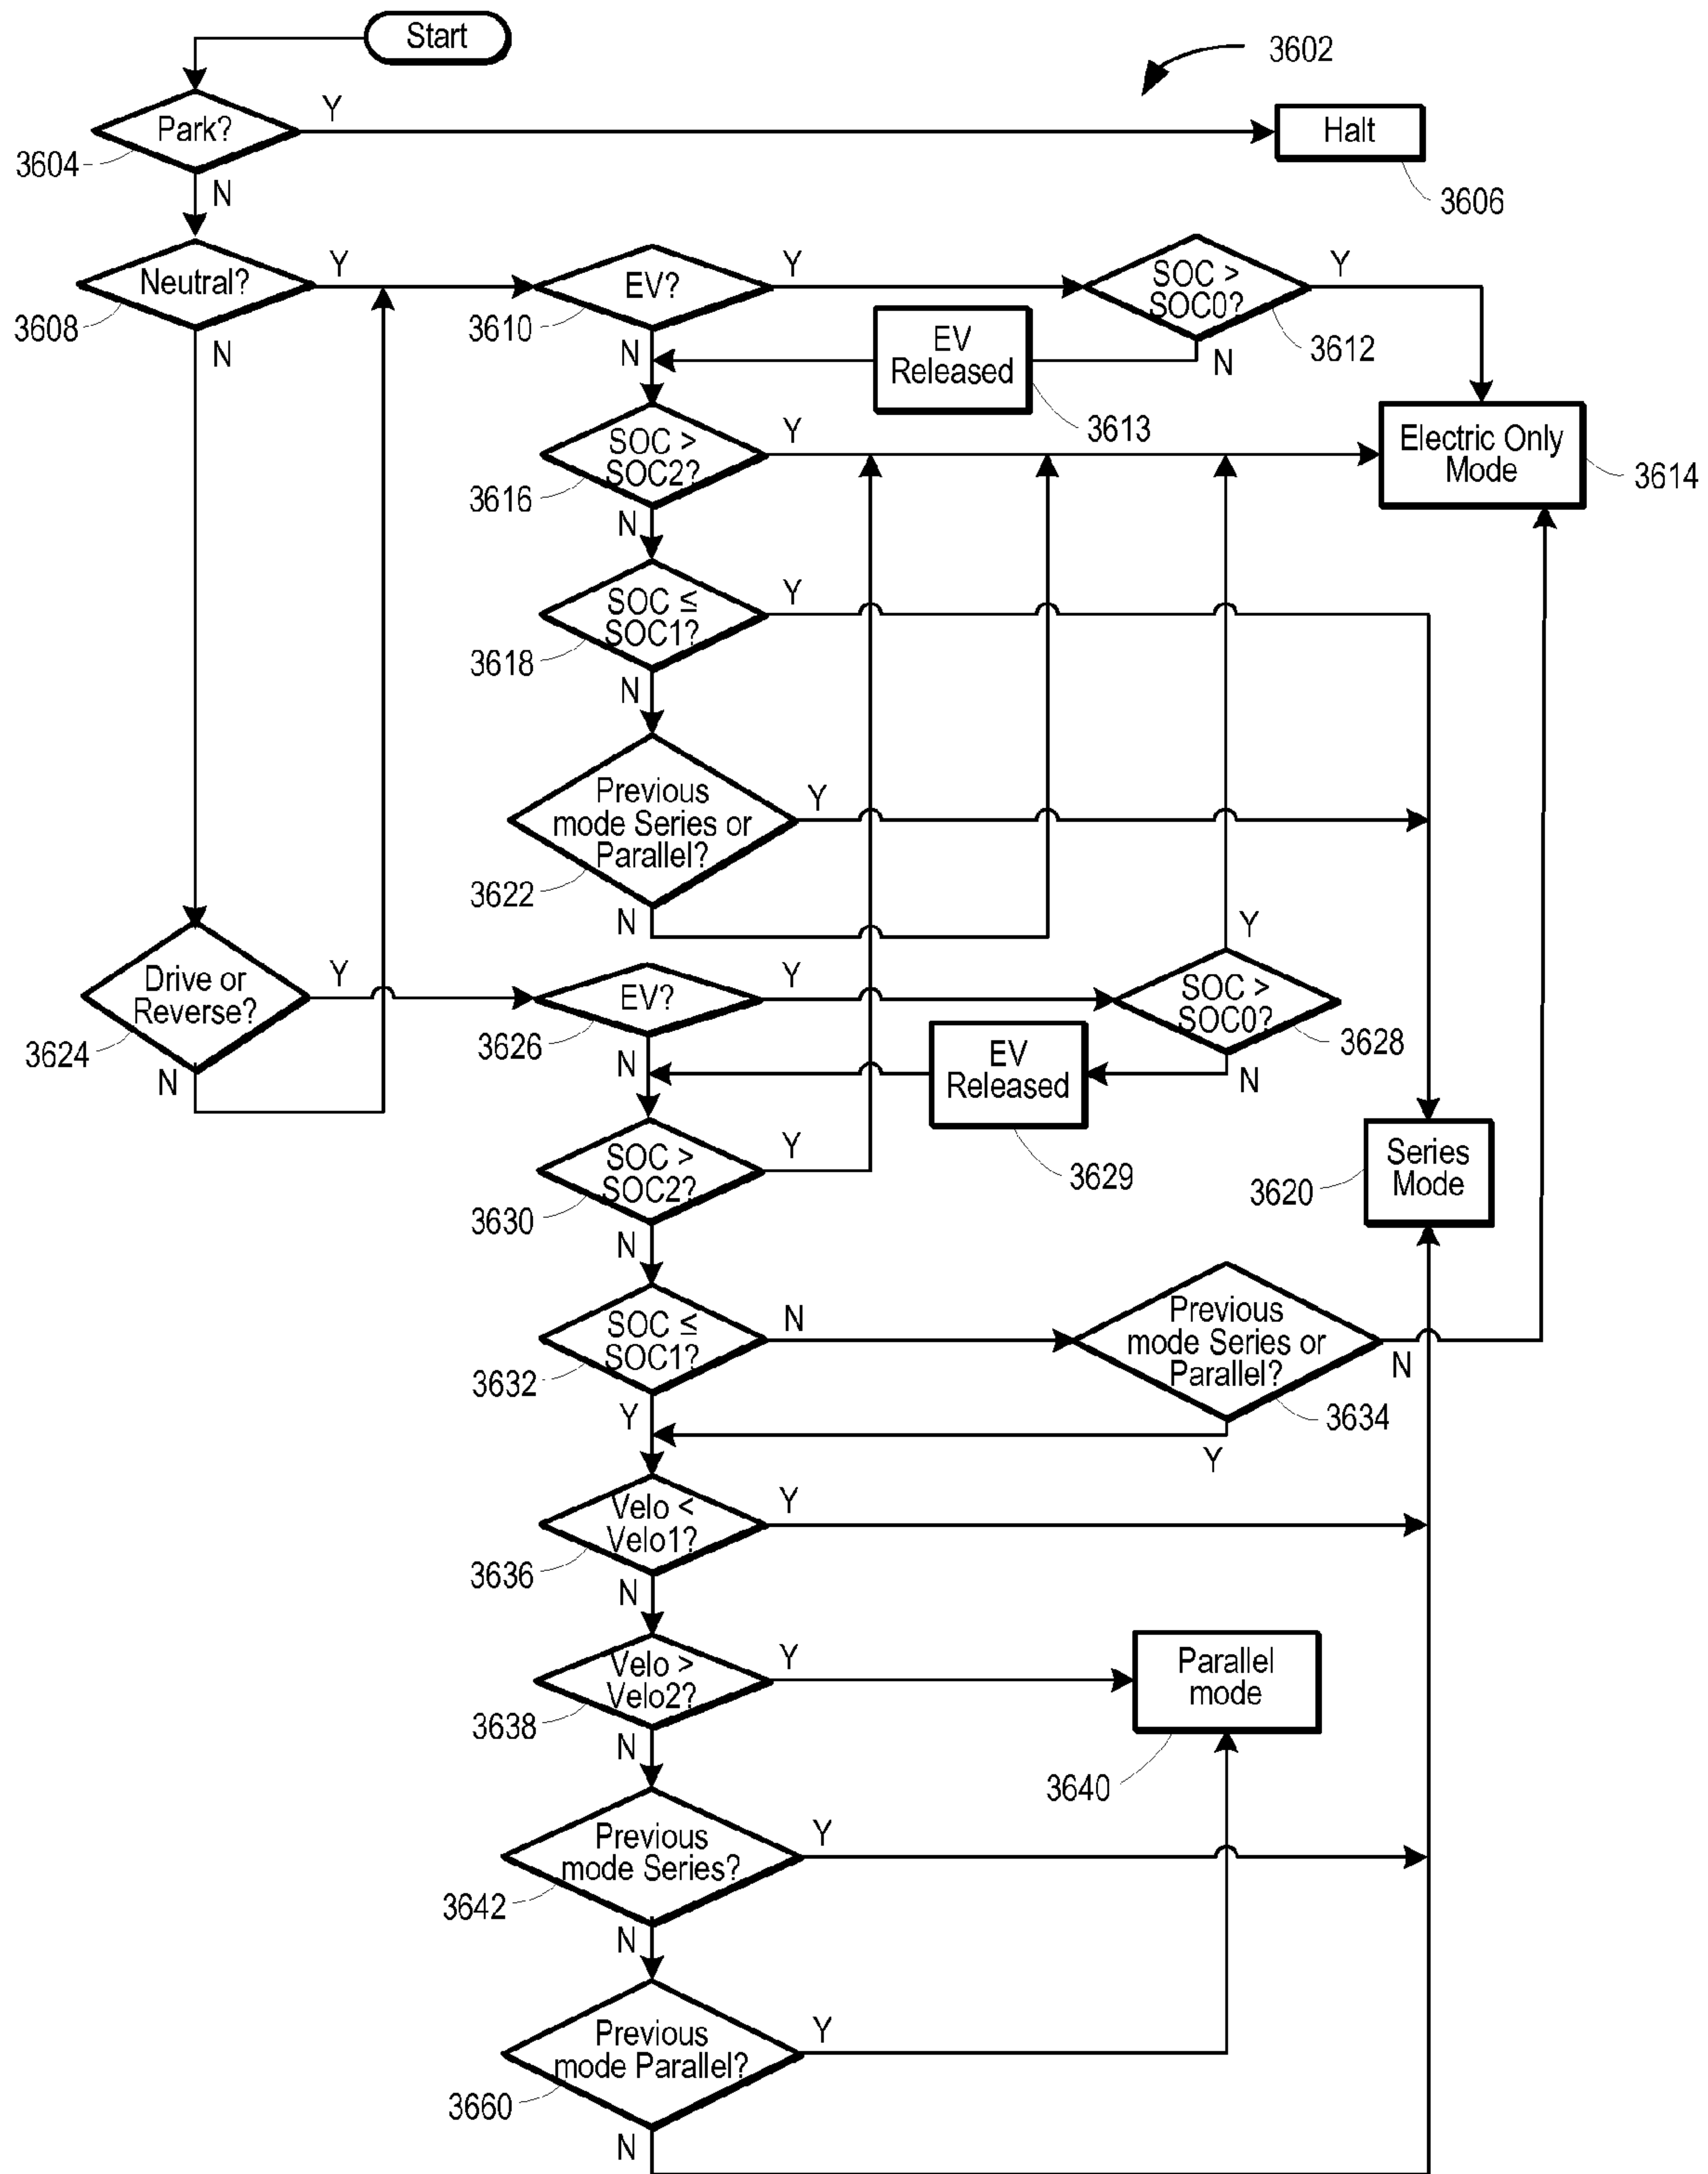 Start
3602
Park?
Y
Halt
3604
N
3606
Neutral?
Y
EV?
Y
SOC >
SOC0?
Y
3608
N
3610
N
EV
Released
N
3612
3613
SOC >
SOC2?
Y
Electric Only
Mode
3614
3616
N
SOC ≤
SOC1?
Y
3618
N
Previous
mode Series or
Parallel?
Y
3622
N
Y
Drive or
Reverse?
Y
EV?
Y
SOC >
SOC0?
3624
N
3626
N
EV
Released
N
3628
SOC >
SOC2?
Y
3629
Series
Mode
3620
3630
N
SOC ≤
SOC1?
N
Previous
mode Series or
Parallel?
N
3632
Y
3634
Y
Velo <
Velo1?
Y
3636
N
Velo >
Velo2?
Y
Parallel
mode
3638
N
3640
Previous
mode Series?
Y
3642
N
Previous
mode Parallel?
Y
3660
N